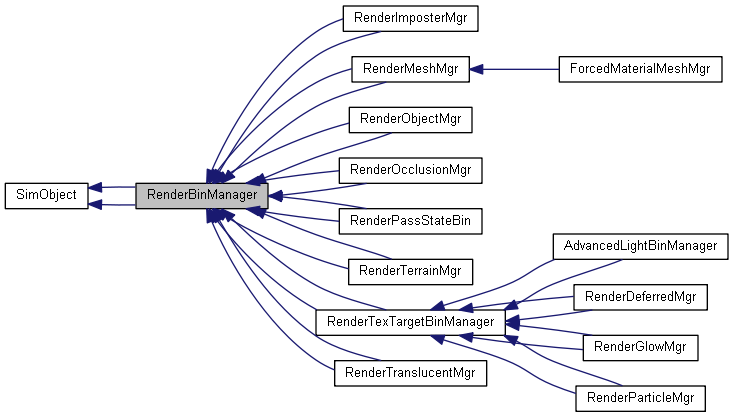 RenderImposterMgr
RenderMeshMgr
ForcedMaterialMeshMgr
RenderObjectMgr
RenderOcclusionMgr
SimObject
RenderBinManager
RenderPassStateBin
AdvancedLightBinManager
RenderTerrainMgr
RenderDeferredMgr
RenderTexTargetBinManager
RenderGlowMgr
RenderTranslucentMgr
RenderParticleMgr